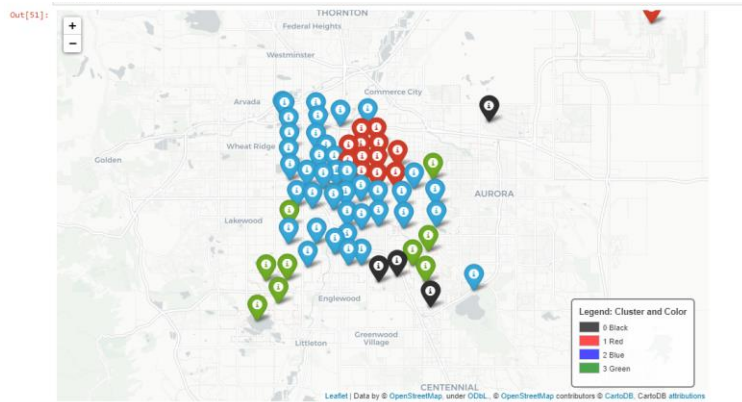 Out[51]:
+
−
THORNTON
Federal Heights
Westminster
Commerce City
Arvada
Wheat Ridge
Golden
AURORA
Lakewood
Englewood
Littleton
Greenwood
Village
CENTENNIAL
Legend: Cluster and Color
0 Black
1 Red
2 Blue
3 Green
Leaflet | Data by © OpenStreetMap, under ODbL., © OpenStreetMap contributors © CartoDB, CartoDB attributions